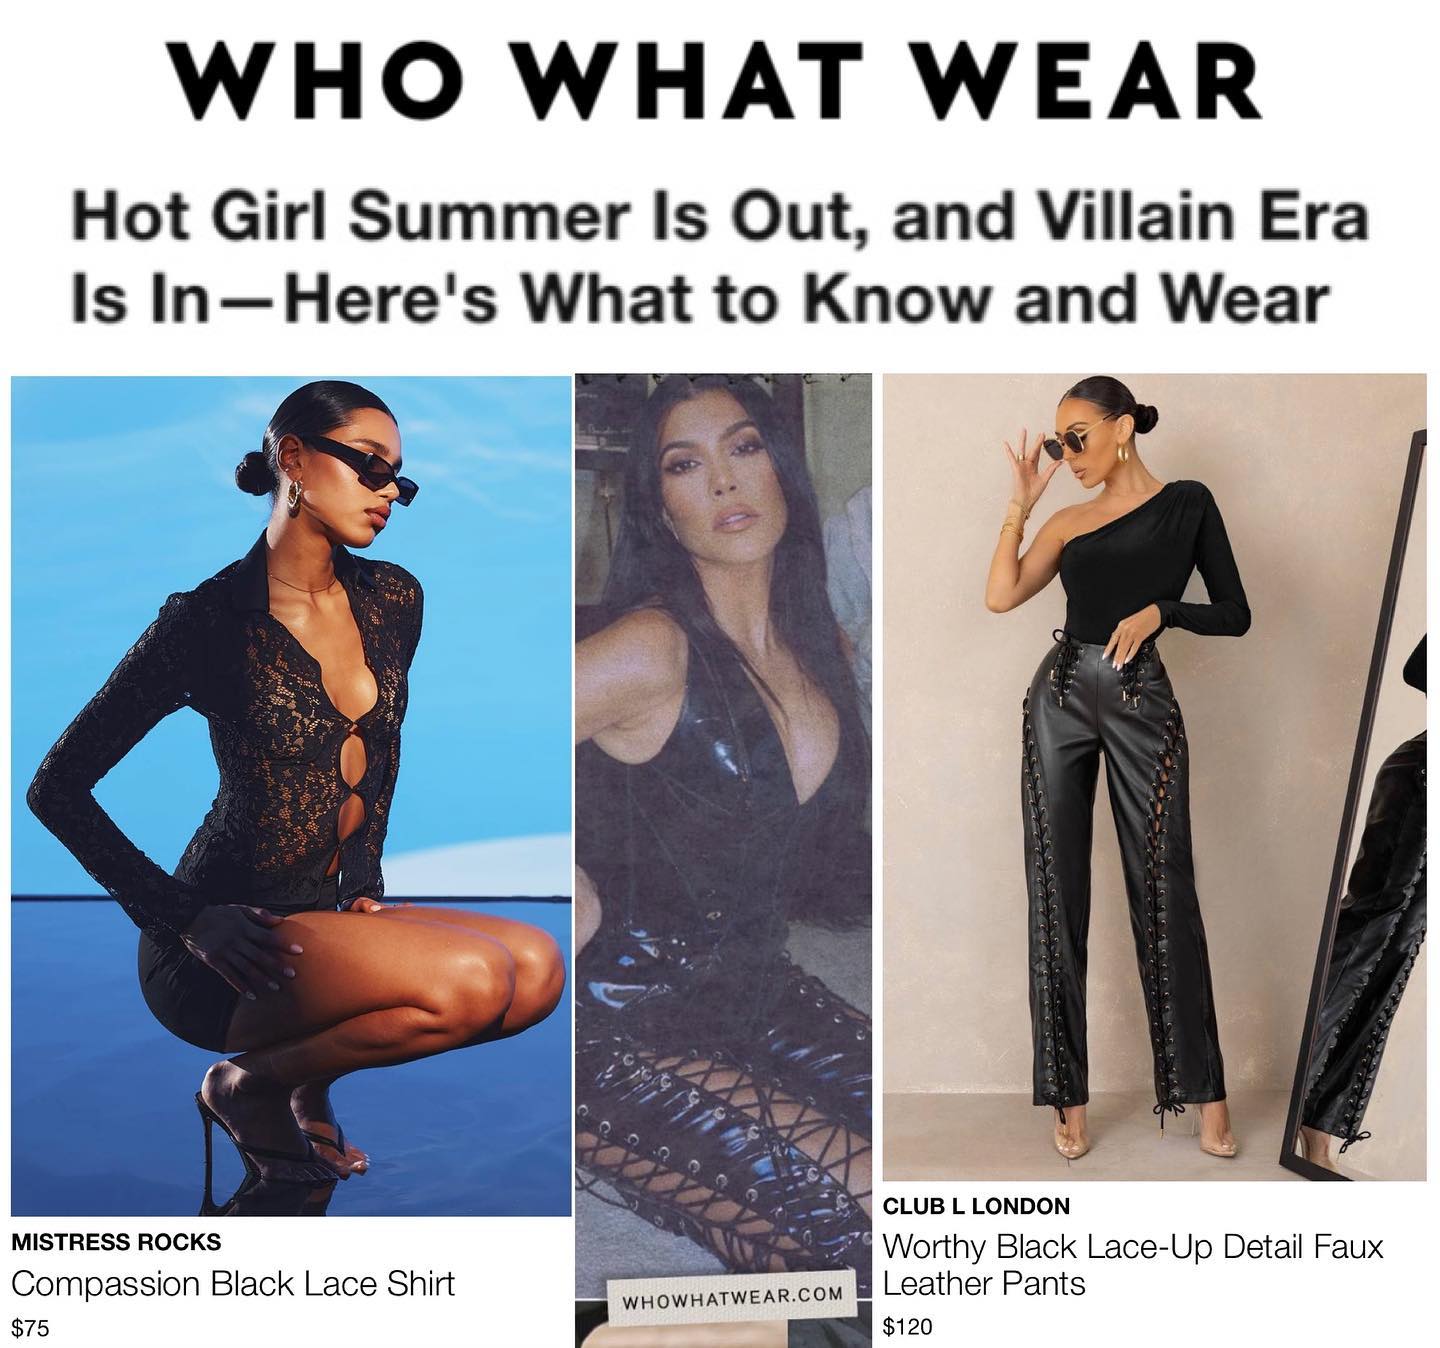 WHO WHAT WEAR
Hot Girl Summer Is Out, and Villain Era
Is In—Here's What to Know and Wear
MISTRESS ROCKS
Compassion Black Lace Shirt
$75
WHOWHATWEAR.COM
CLUB L LONDON
Worthy Black Lace-Up Detail Faux
Leather Pants
$120